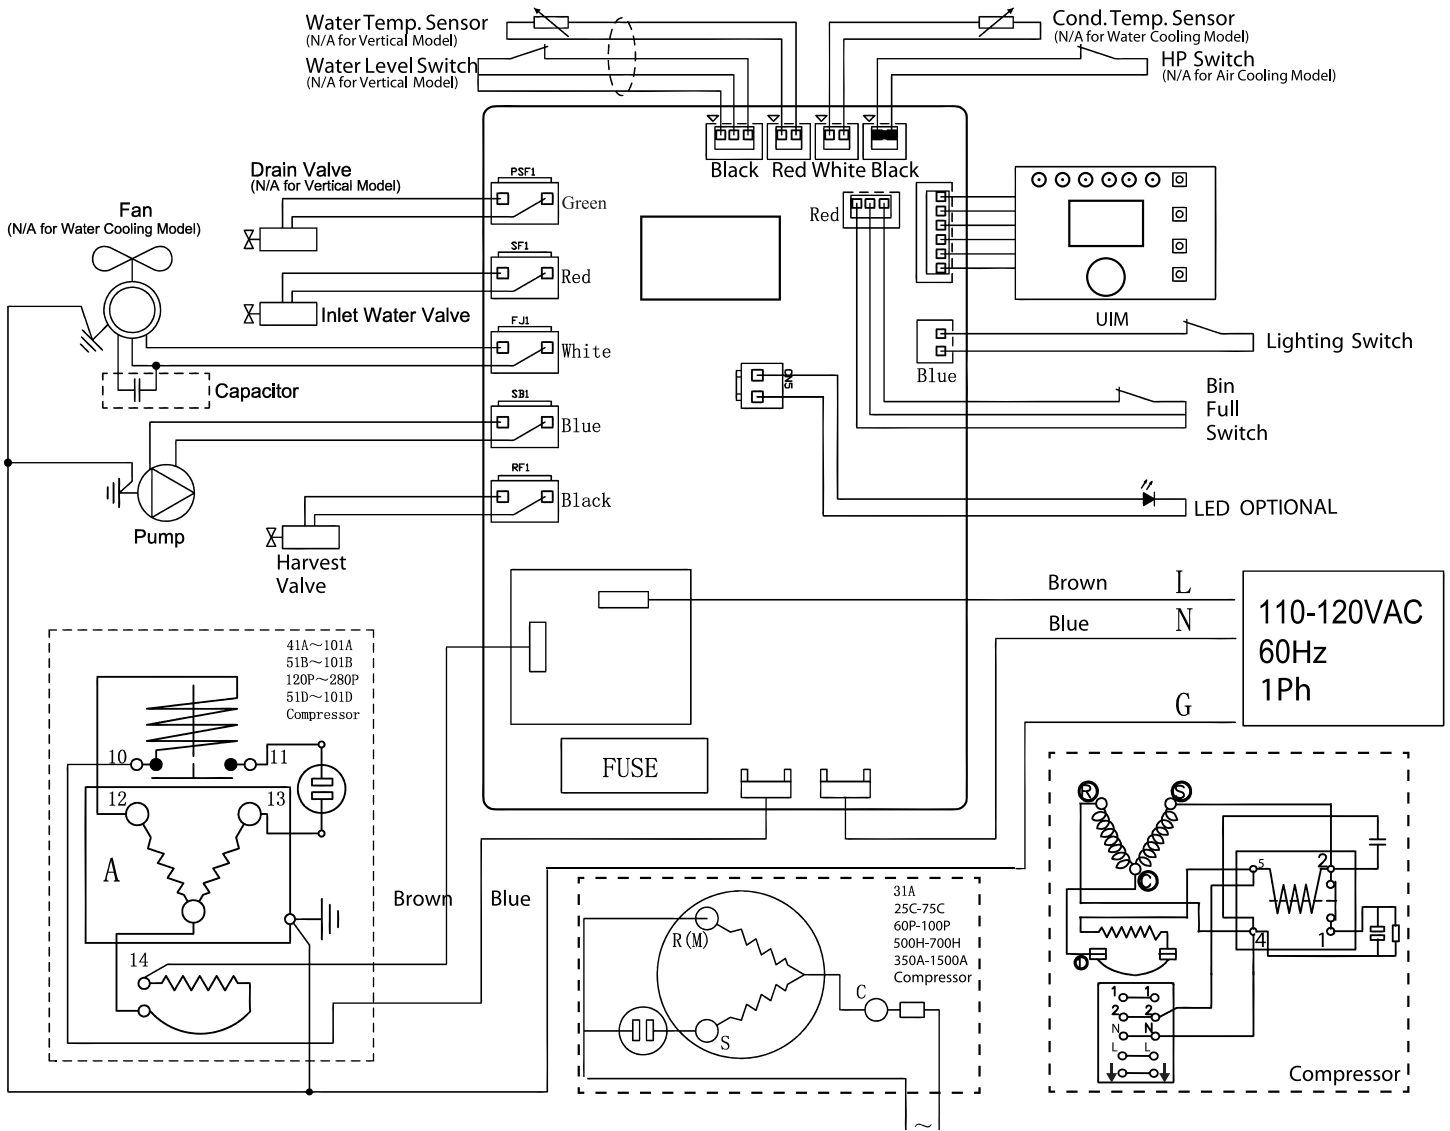 Water Temp. Sensor
(N/A for Vertical Model)
Water Level Switch
(N/A for Vertical Model)
Cond. Temp. Sensor
(N/A for Water Cooling Model)
HP Switch
(N/A for Air Cooling Model)
Black Red White Black
Drain Valve
(N/A for Vertical Model)
PSF1
Green
Red
Fan
(N/A for Water Cooling Model)
SF1
Red
Inlet Water Valve
FJ1
White
UIM
Lighting Switch
Blue
Capacitor
CN5
Bin
Full
Switch
SB1
Blue
RF1
Black
LED OPTIONAL
Pump
Harvest
Valve
Brown L
Blue N
G
110-120VAC
60Hz
1Ph
41A~101A
51B~101B
120P~280P
51D~101D
Compressor
10 11
12 13
A
14
FUSE
Brown Blue
31A
25C-75C
60P-100P
500H-700H
350A-1500A
Compressor
R(M)
C
S
~
R S
C
5 2
4 1
1
1 1
2 2
N N
L L
Compressor